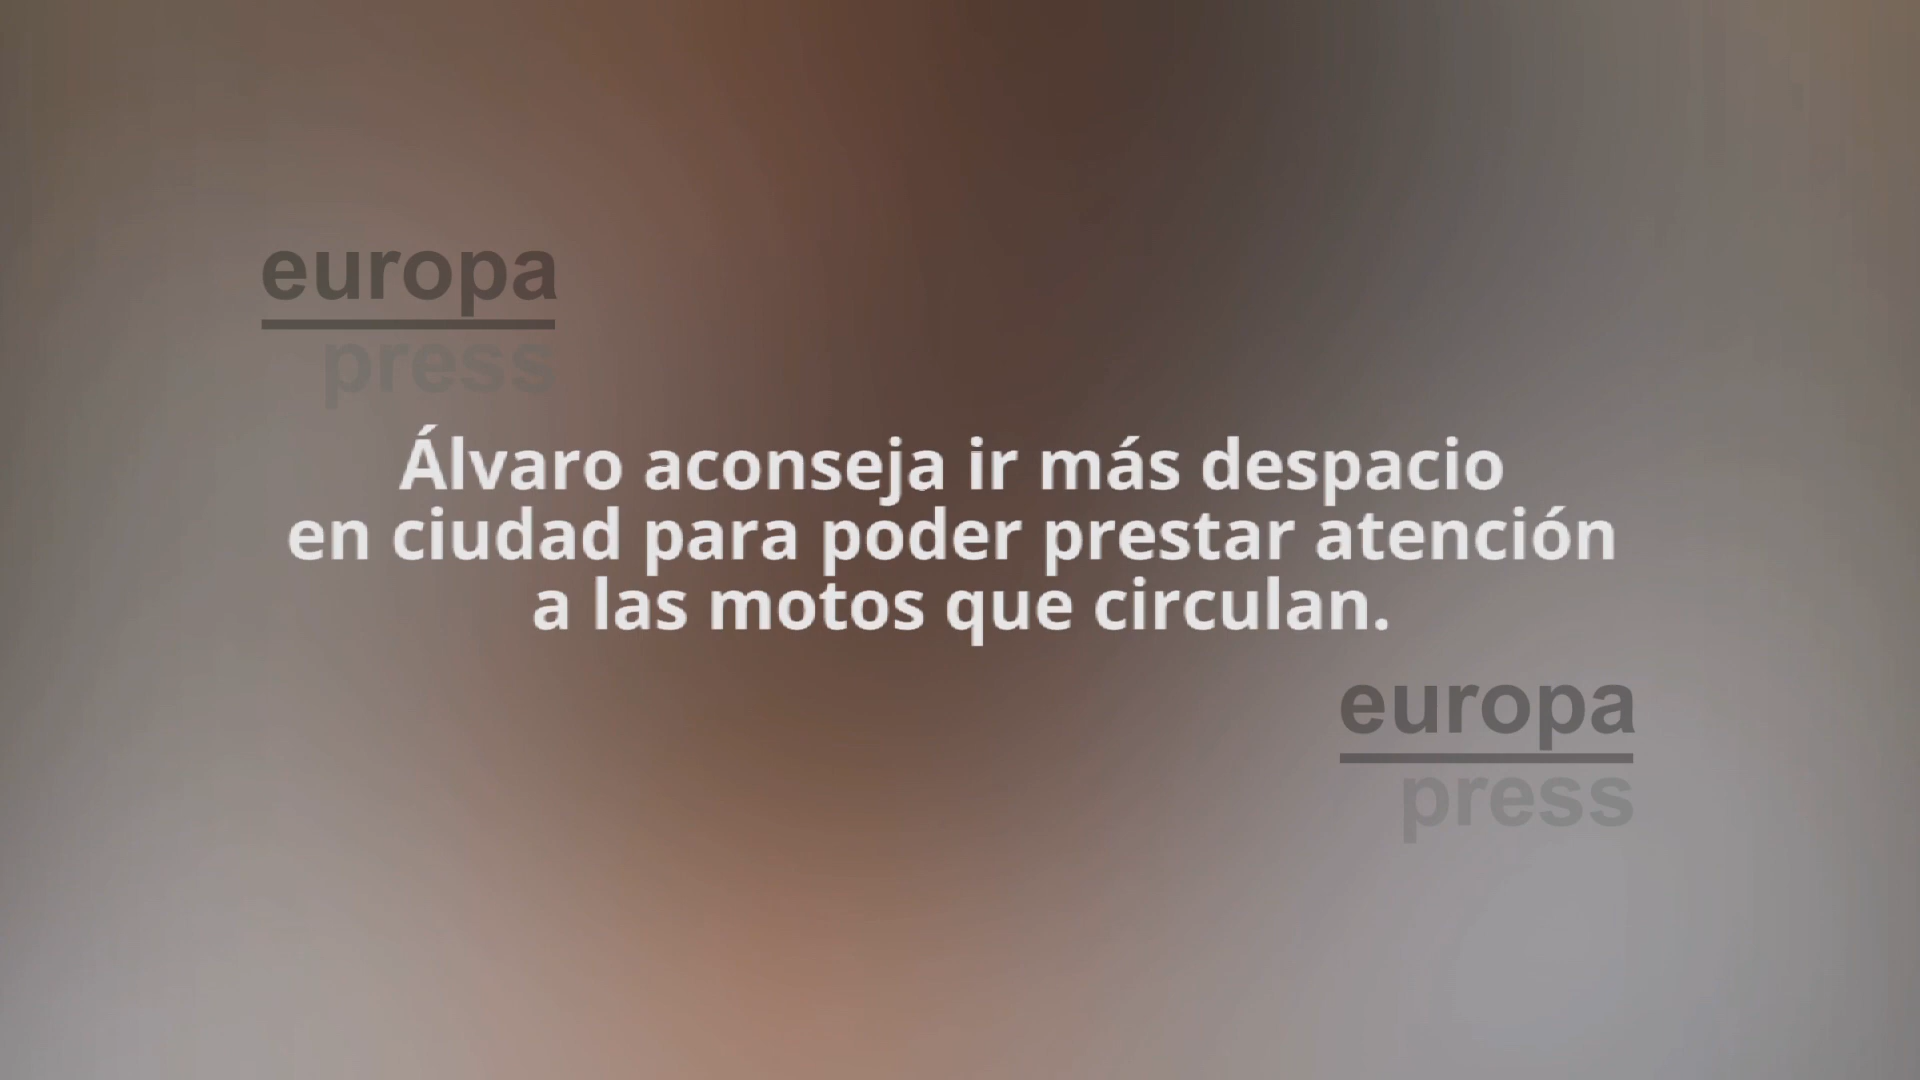 europa
press
Álvaro aconseja ir más despacio
en ciudad para poder prestar atención
a las motos que circulan.
europa
press